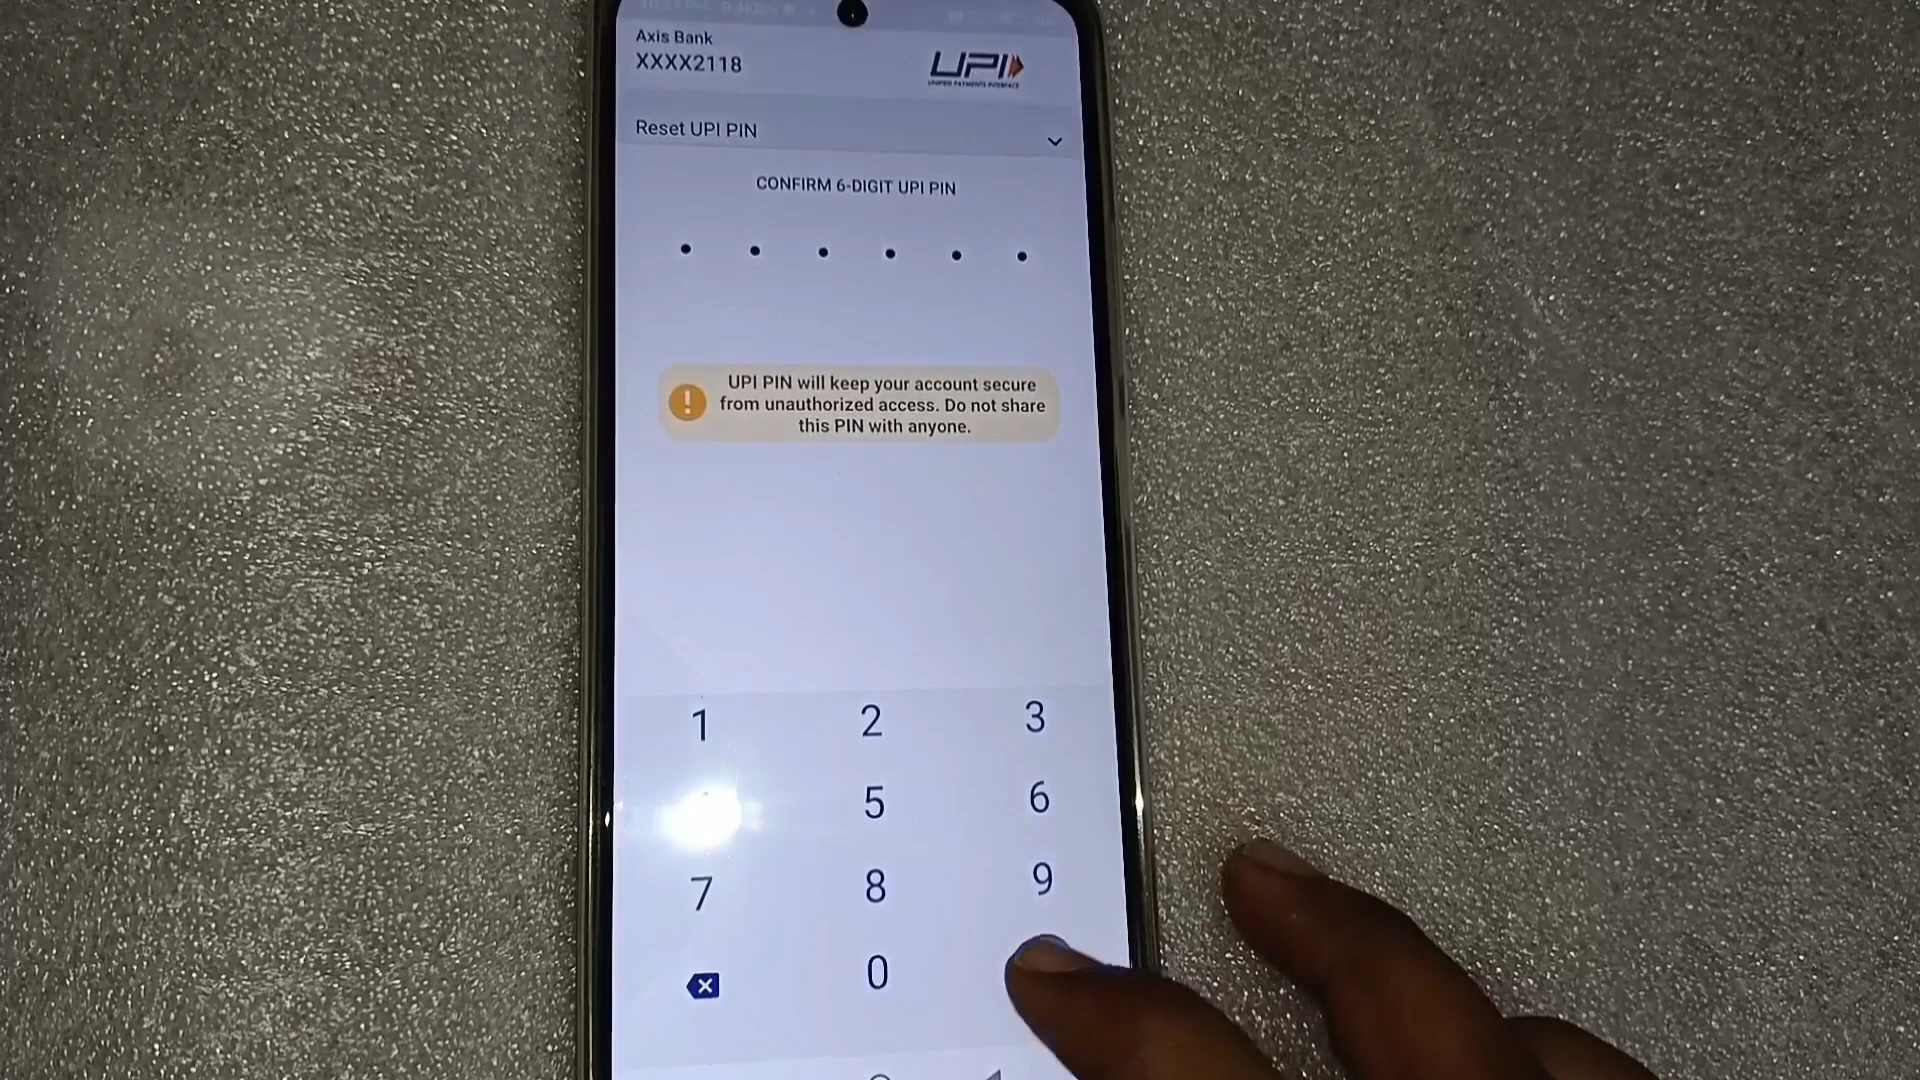 Axis Bank
XXXX2118
UPI
UNIFIED PAYMENTS INTERFACE
Reset UPI PIN
CONFIRM 6-DIGIT UPI PIN
UPI PIN will keep your account secure
from unauthorized access. Do not share
this PIN with anyone.
1 2 3
5 6
7 8 9
0